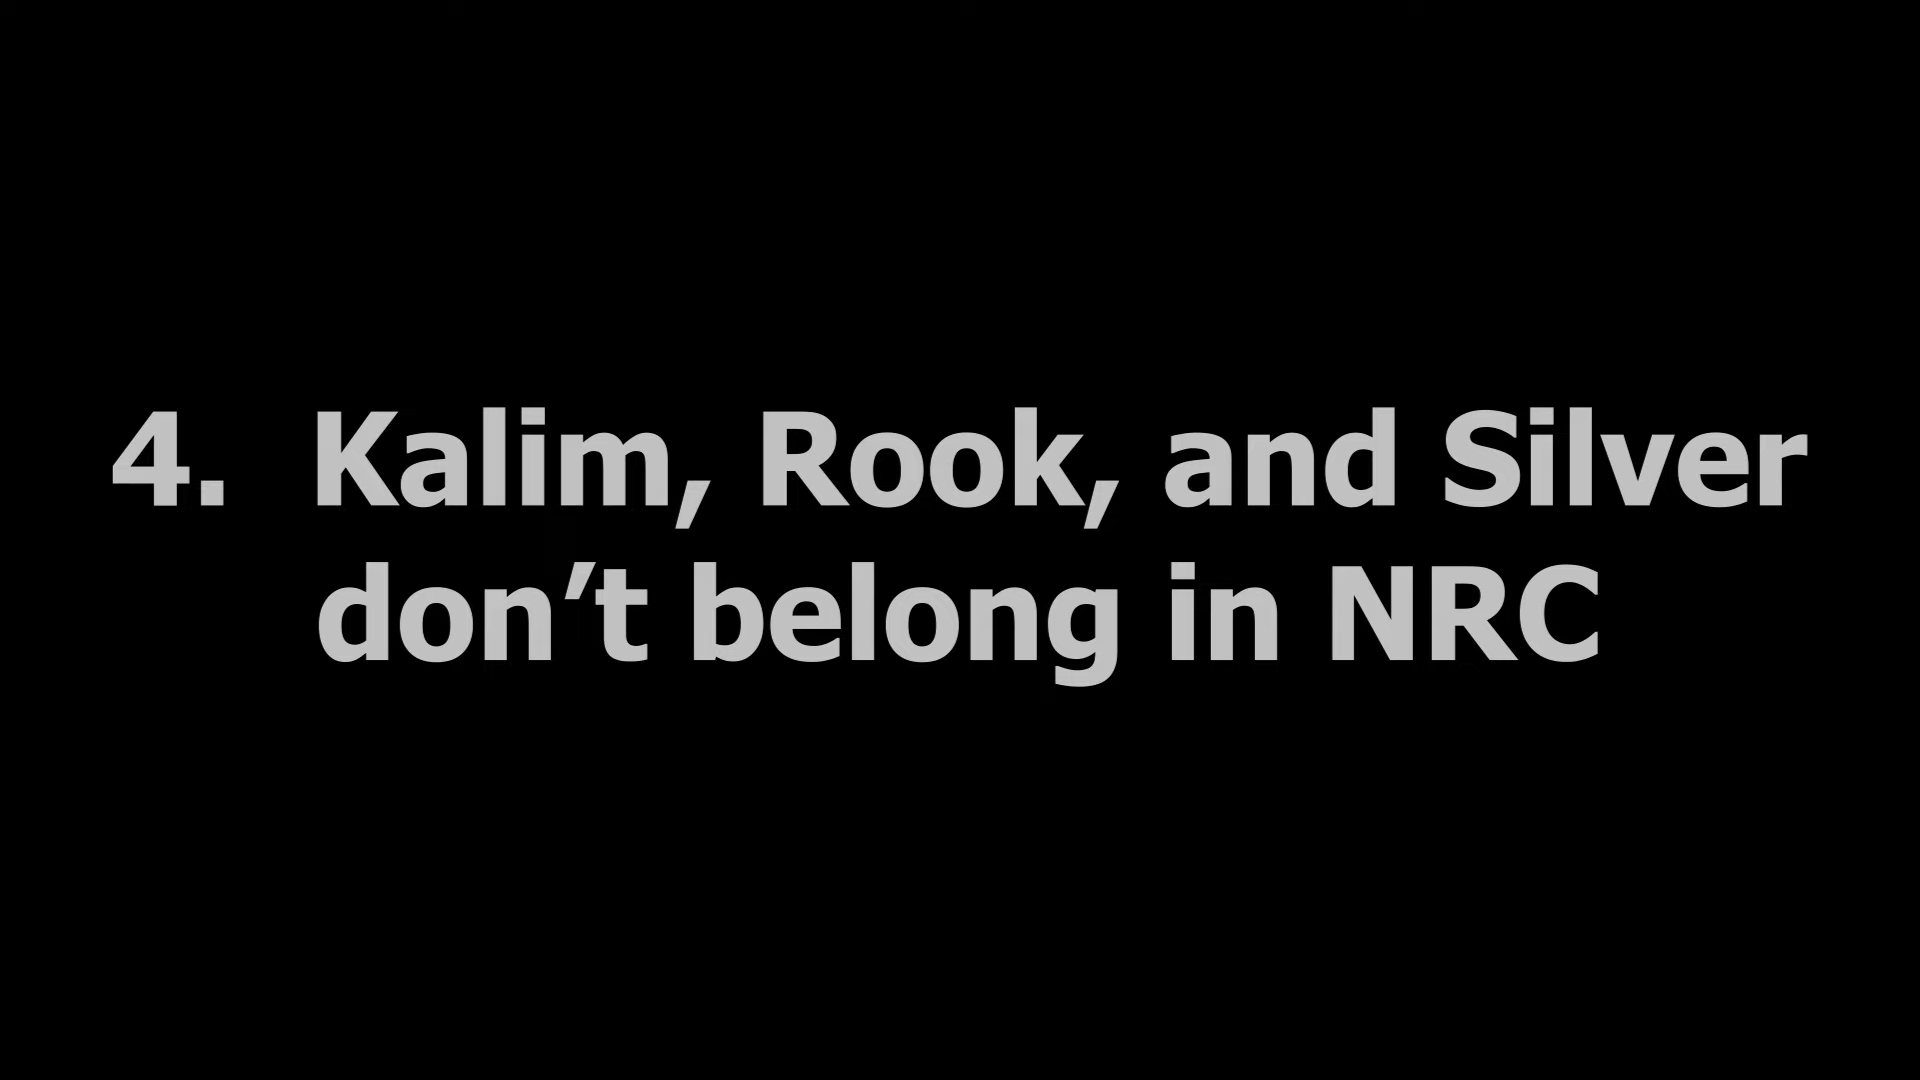 4. Kalim, Rook, and Silver
don’t belong in NRC